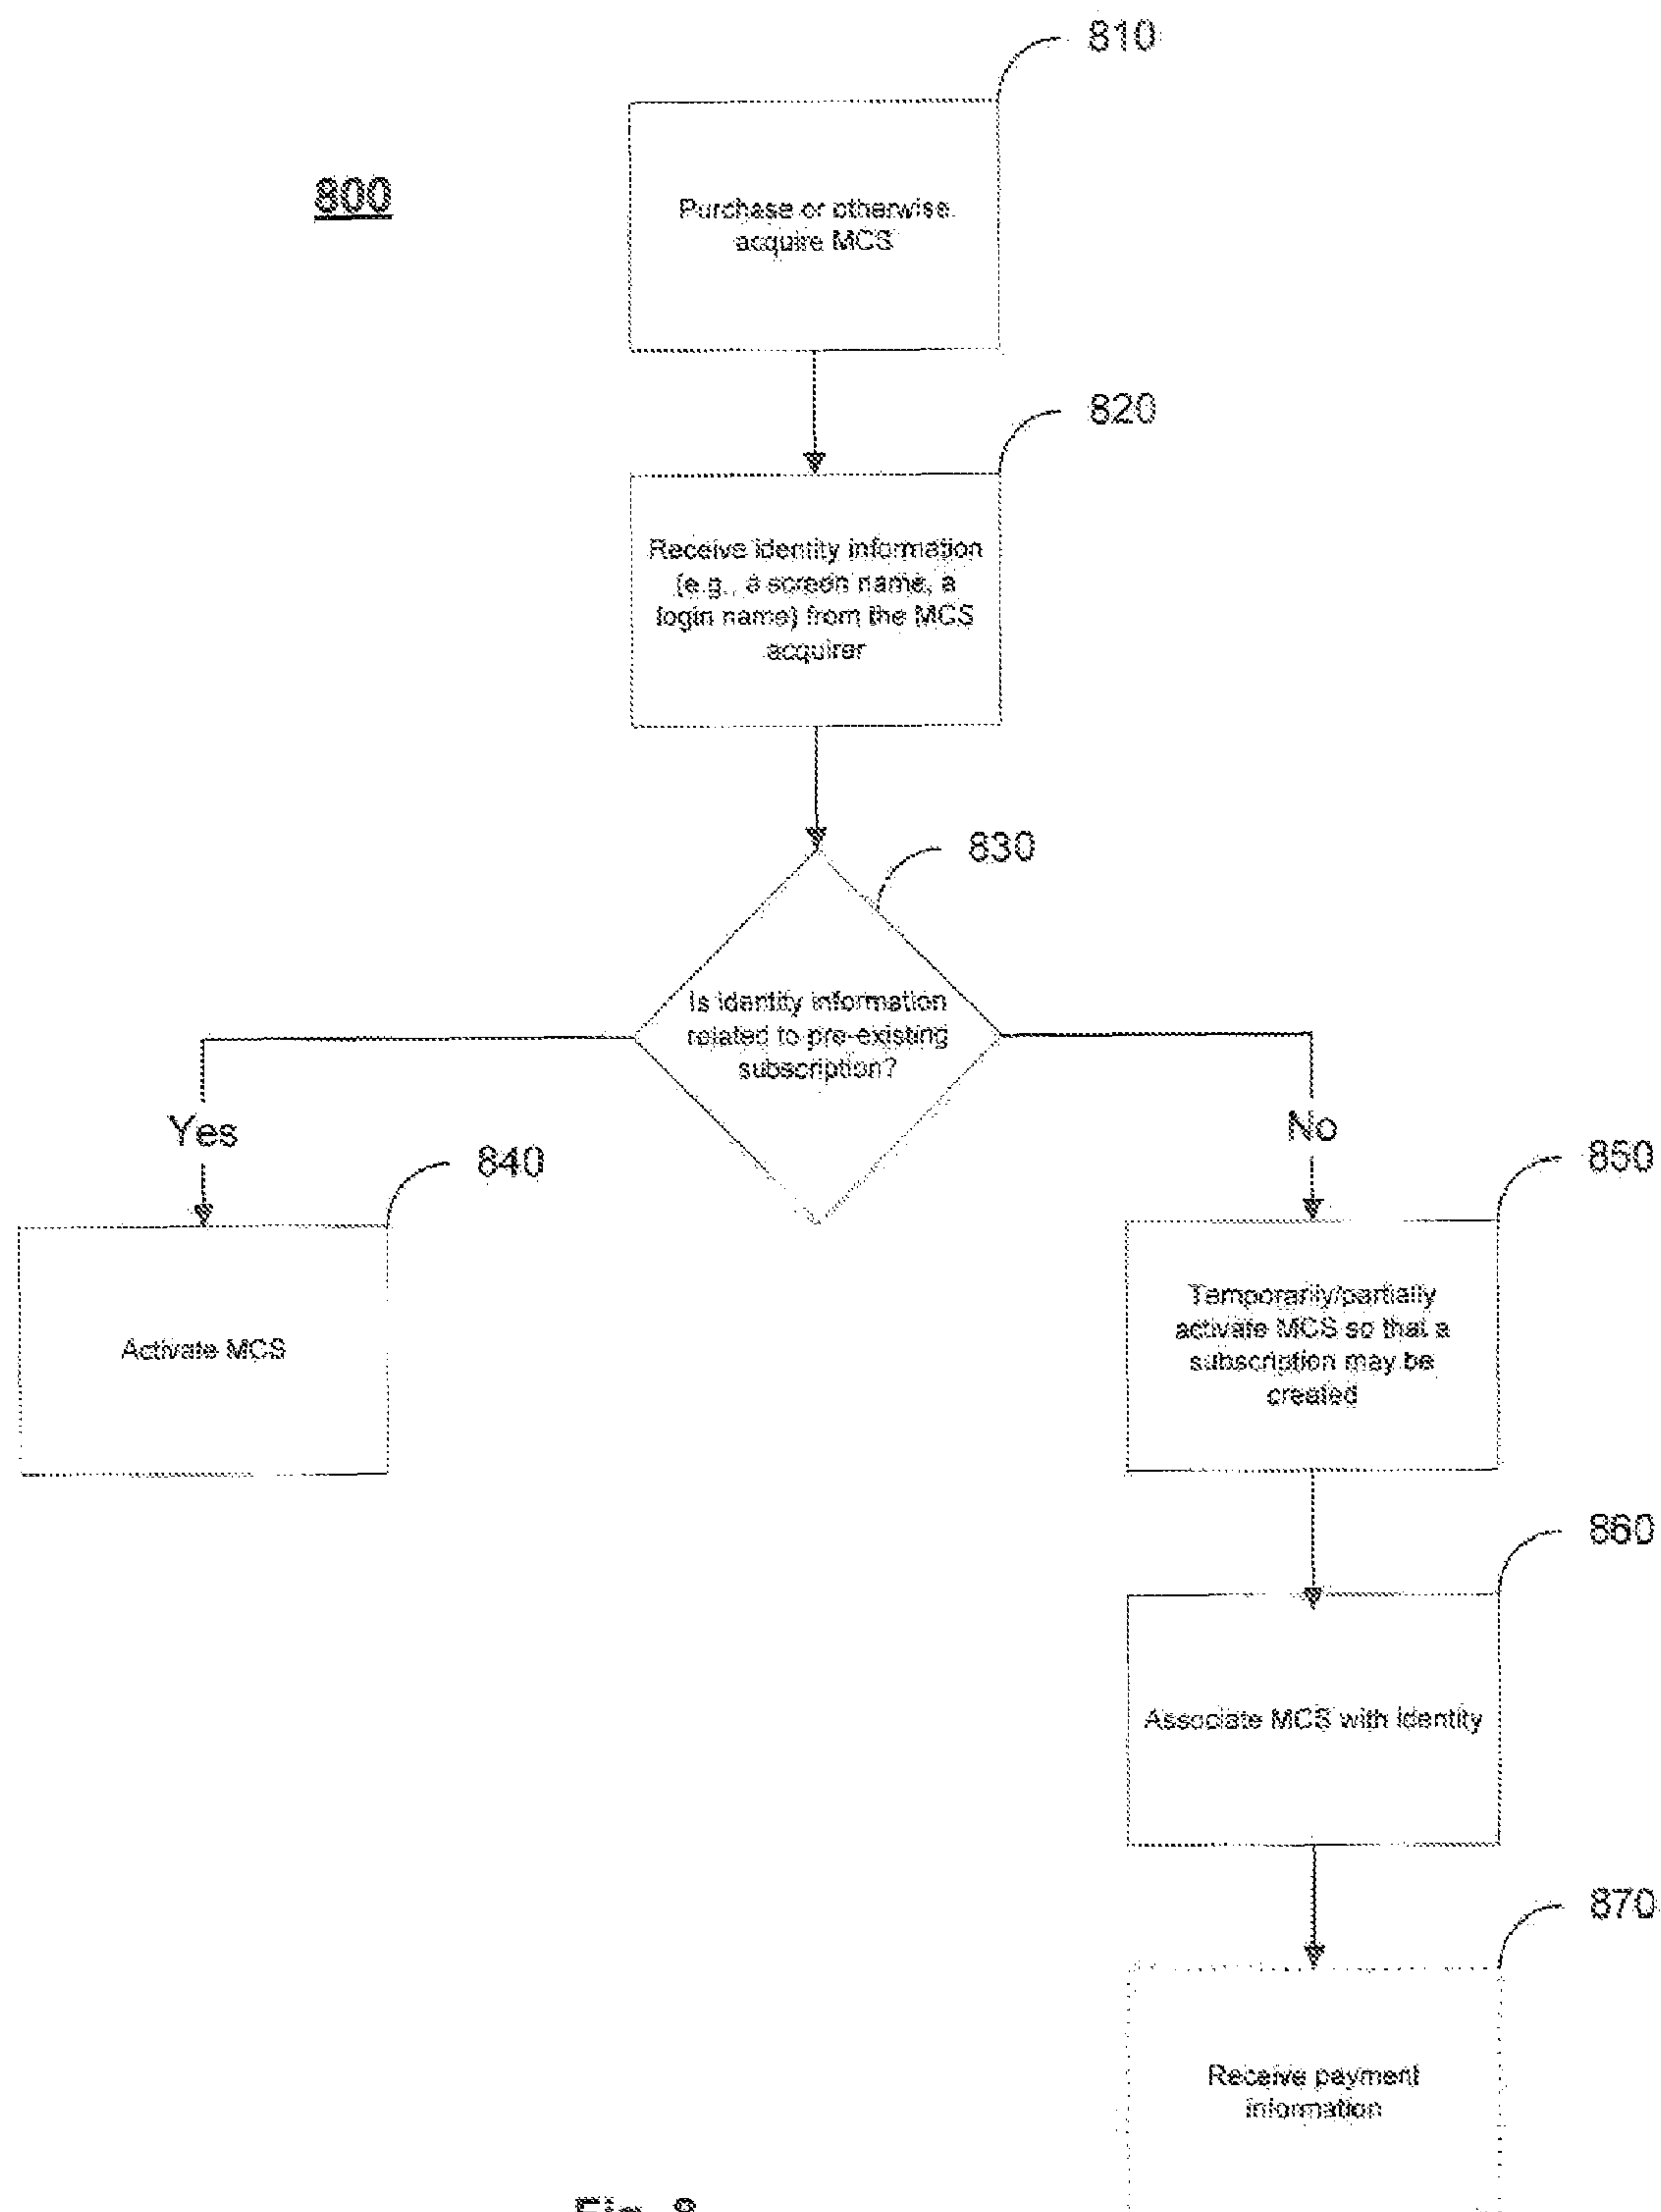 810
800
Purchase or otherwise
acquire MCS
820
Receive identity information
(e.g., a screen name, a
login name) from the MCS
acquirer
830
Is identity information
related to pre-existing
subscription?
Yes
No
840
850
Activate MCS
Temporarily/partially
activate MCS so that a
subscription may be
created
860
Associate MCS with identity
870
Receive payment
information
Fig. 8